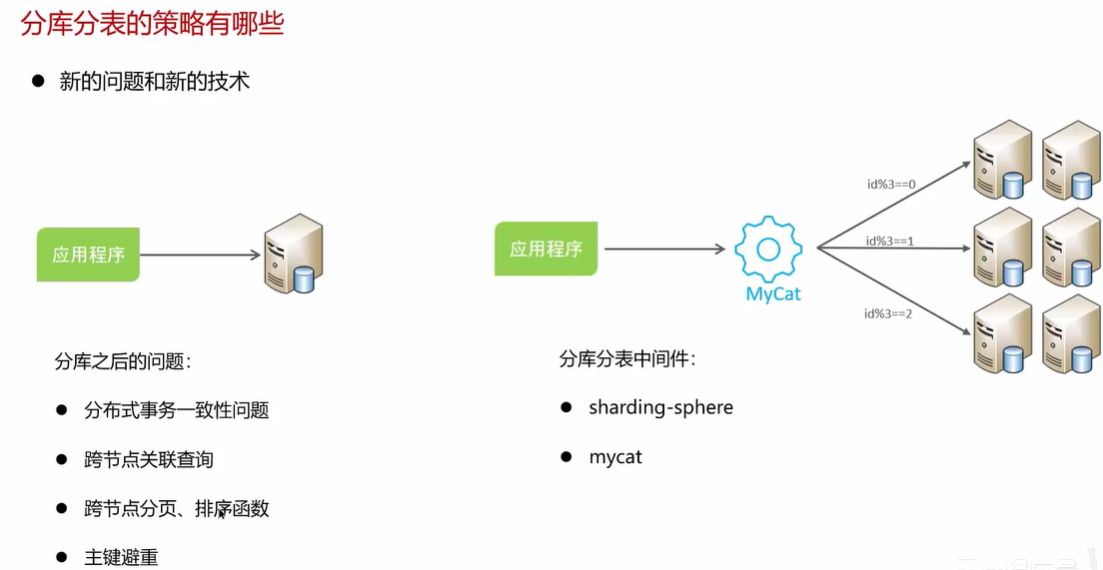 分库分表的策略有哪些
新的问题和新的技术
应用程序
应用程序
MyCat
id%3==0
id%3==1
id%3==2
分库之后的问题：
分布式事务一致性问题
跨节点关联查询
跨节点分页、排序函数
主键避重
分库分表中间件：
sharding-sphere
mycat